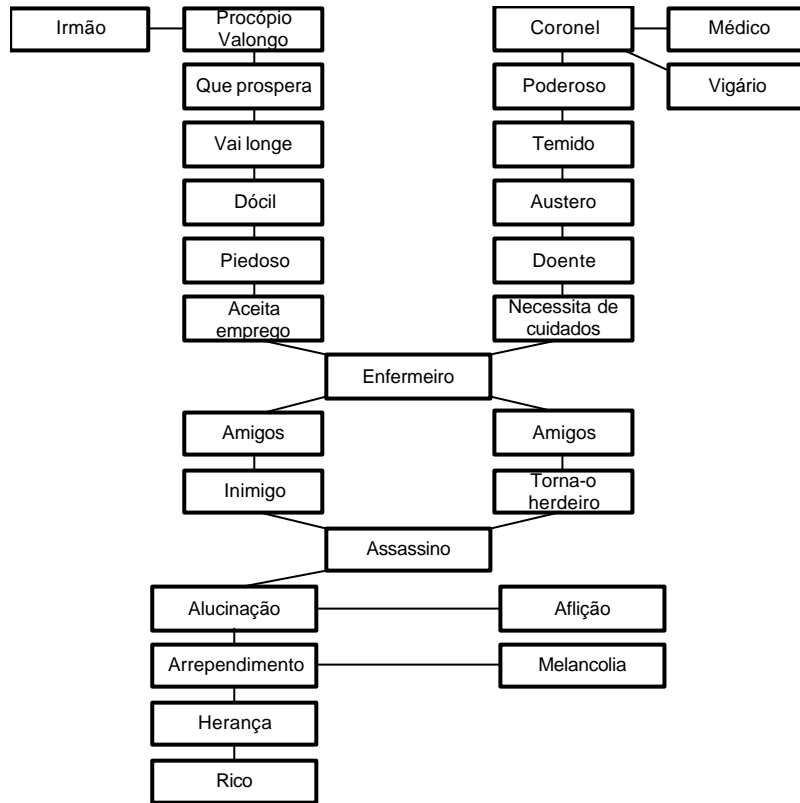 Irmão
Procópio
Valongo
Coronel
Médico
Que prospera
Poderoso
Vigário
Vai longe
Temido
Dócil
Austero
Piedoso
Doente
Aceita
emprego
Necessita de
cuidados
Enfermeiro
Amigos
Amigos
Inimigo
Torna-o
herdeiro
Assassino
Alucinação
Aflição
Arrependimento
Melancolia
Herança
Rico